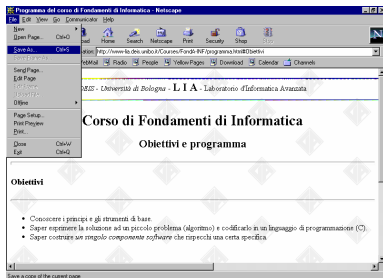 Programma del corso di Fondamenti di Informatica - Netscape
File Edit View Go Communicator Help
New
Open Page... Ctrl+O
Save As... Ctrl+S
Send Page...
Edit Page
Offline
Page Setup...
Print Preview
Print...
Close Ctrl+W
Exit Ctrl+Q
Home Search Netscape Print Security Shop
http://www-lia.deis.unibo.it/Courses/FondA-INF/program.html#Obiettivi
WebMail Radio People Yellow Pages Download Calendar Channels
DEIS - Università di Bologna - L I A - Laboratorio d'Informatica Avanzata
Corso di Fondamenti di Informatica
Obiettivi e programma
Obiettivi
Conoscere i principi e gli strumenti di base.
Saper esprimere la soluzione ad un piccolo problema (algoritmo) e codificarlo in un linguaggio di programmazione (C).
Saper costruire un singolo componente software che rispecchi una certa specifica.
Save a copy of the current page